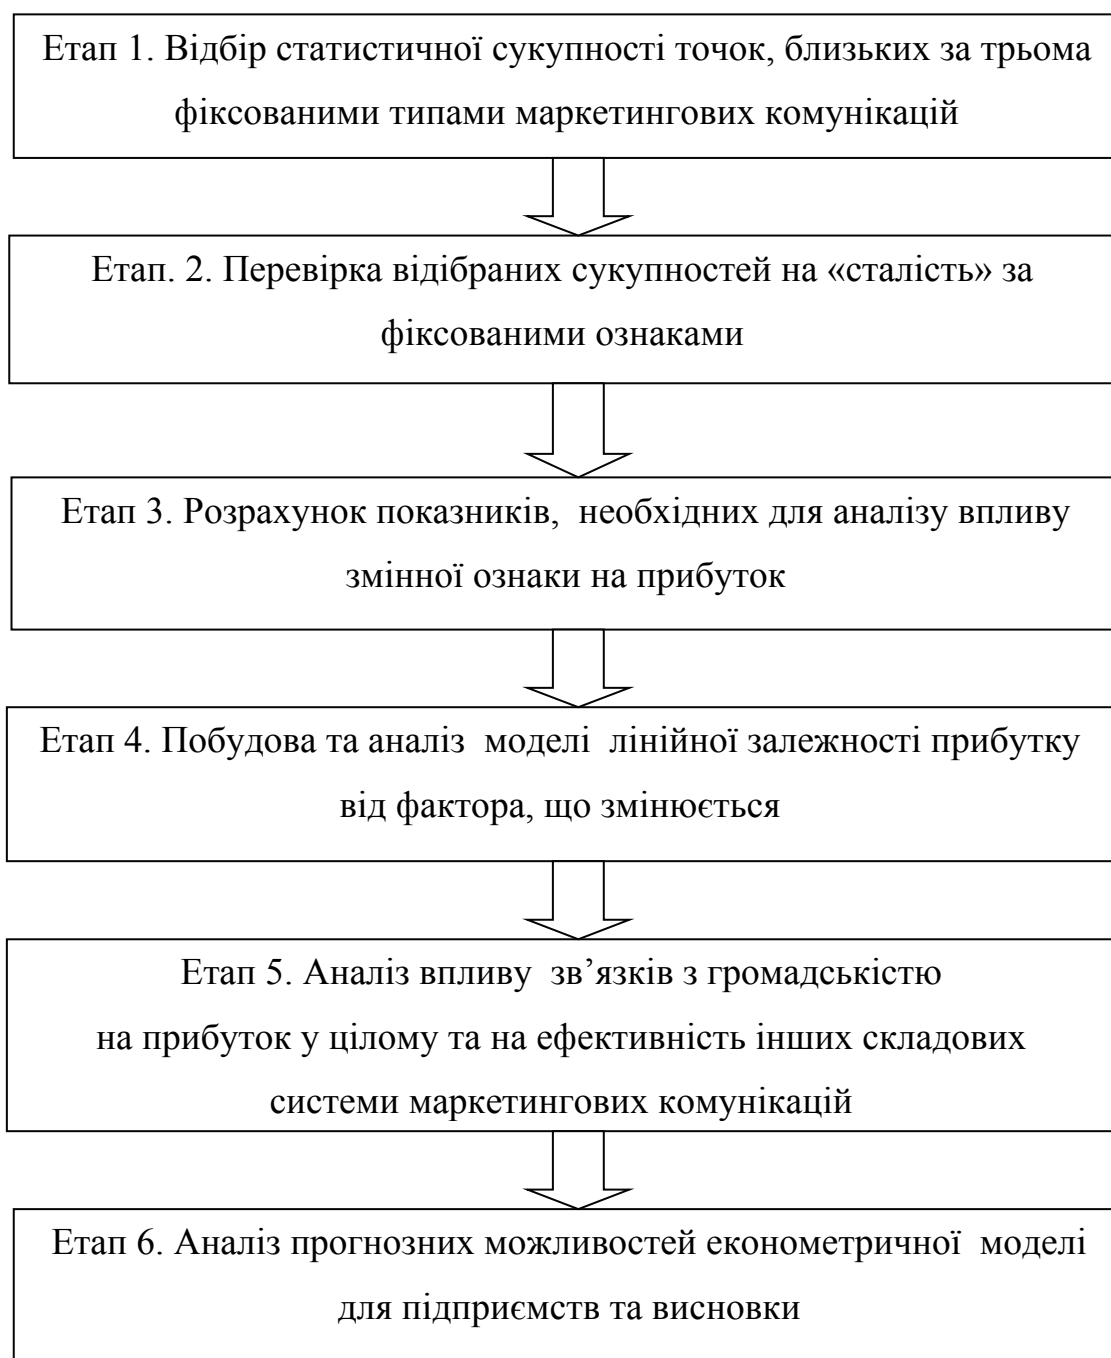 Етап 1. Відбір статистичної сукупності точок, близьких за трьома
фіксованими типами маркетингових комунікацій
Етап. 2. Перевірка відібраних сукупностей на «сталість» за
фіксованими ознаками
Етап 3. Розрахунок показників, необхідних для аналізу впливу
змінної ознаки на прибуток
Етап 4. Побудова та аналіз моделі лінійної залежності прибутку
від фактора, що змінюється
Етап 5. Аналіз впливу зв’язків з громадськістю
на прибуток у цілому та на ефективність інших складових
системи маркетингових комунікацій
Етап 6. Аналіз прогнозних можливостей економетричної моделі
для підприємств та висновки